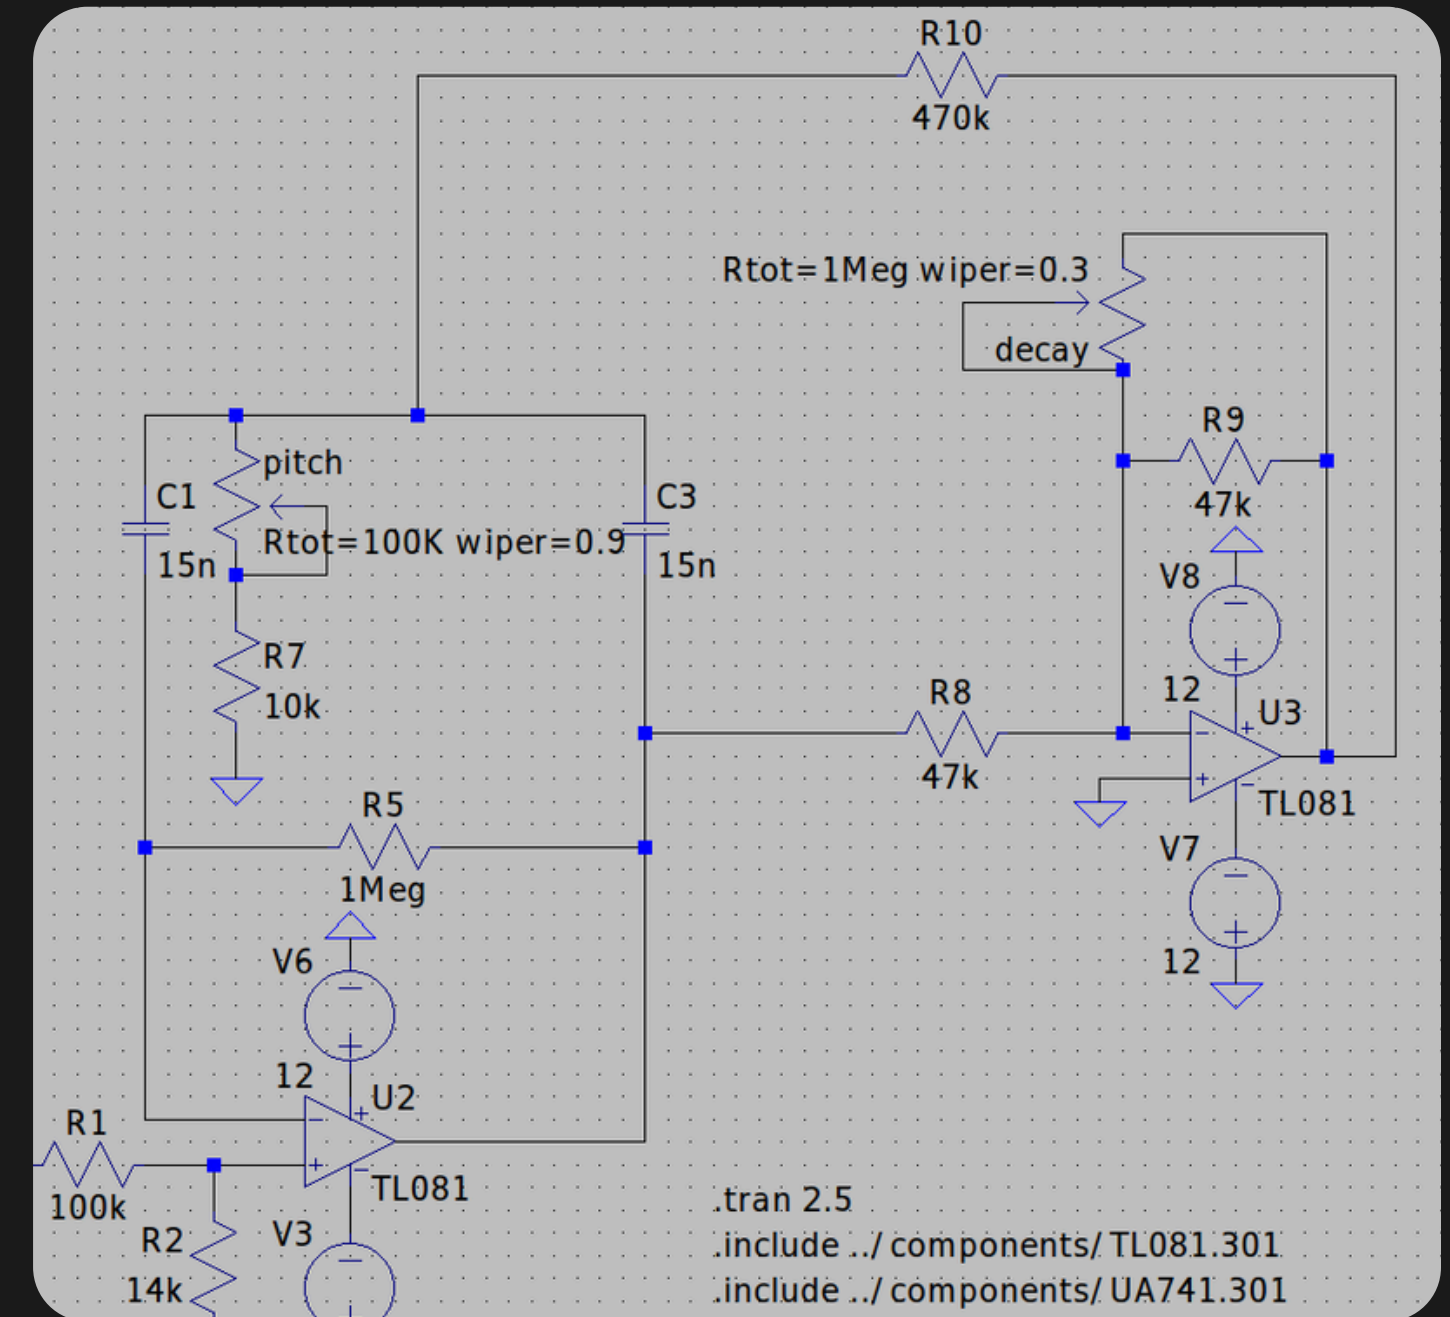 R10
470k
Rtot=1Meg wiper=0.3
decay
R9
47k
pitch
C1
Rtot=100K wiper=0.9
15n
C3
15n
V8
R7
10k
R8
47k
12
U3
TL081
R5
1Meg
V7
12
V6
12
U2
TL081
R1
100k
R2
14k
V3
.tran 2.5
.include ../components/TL081.301
.include ../components/UA741.301